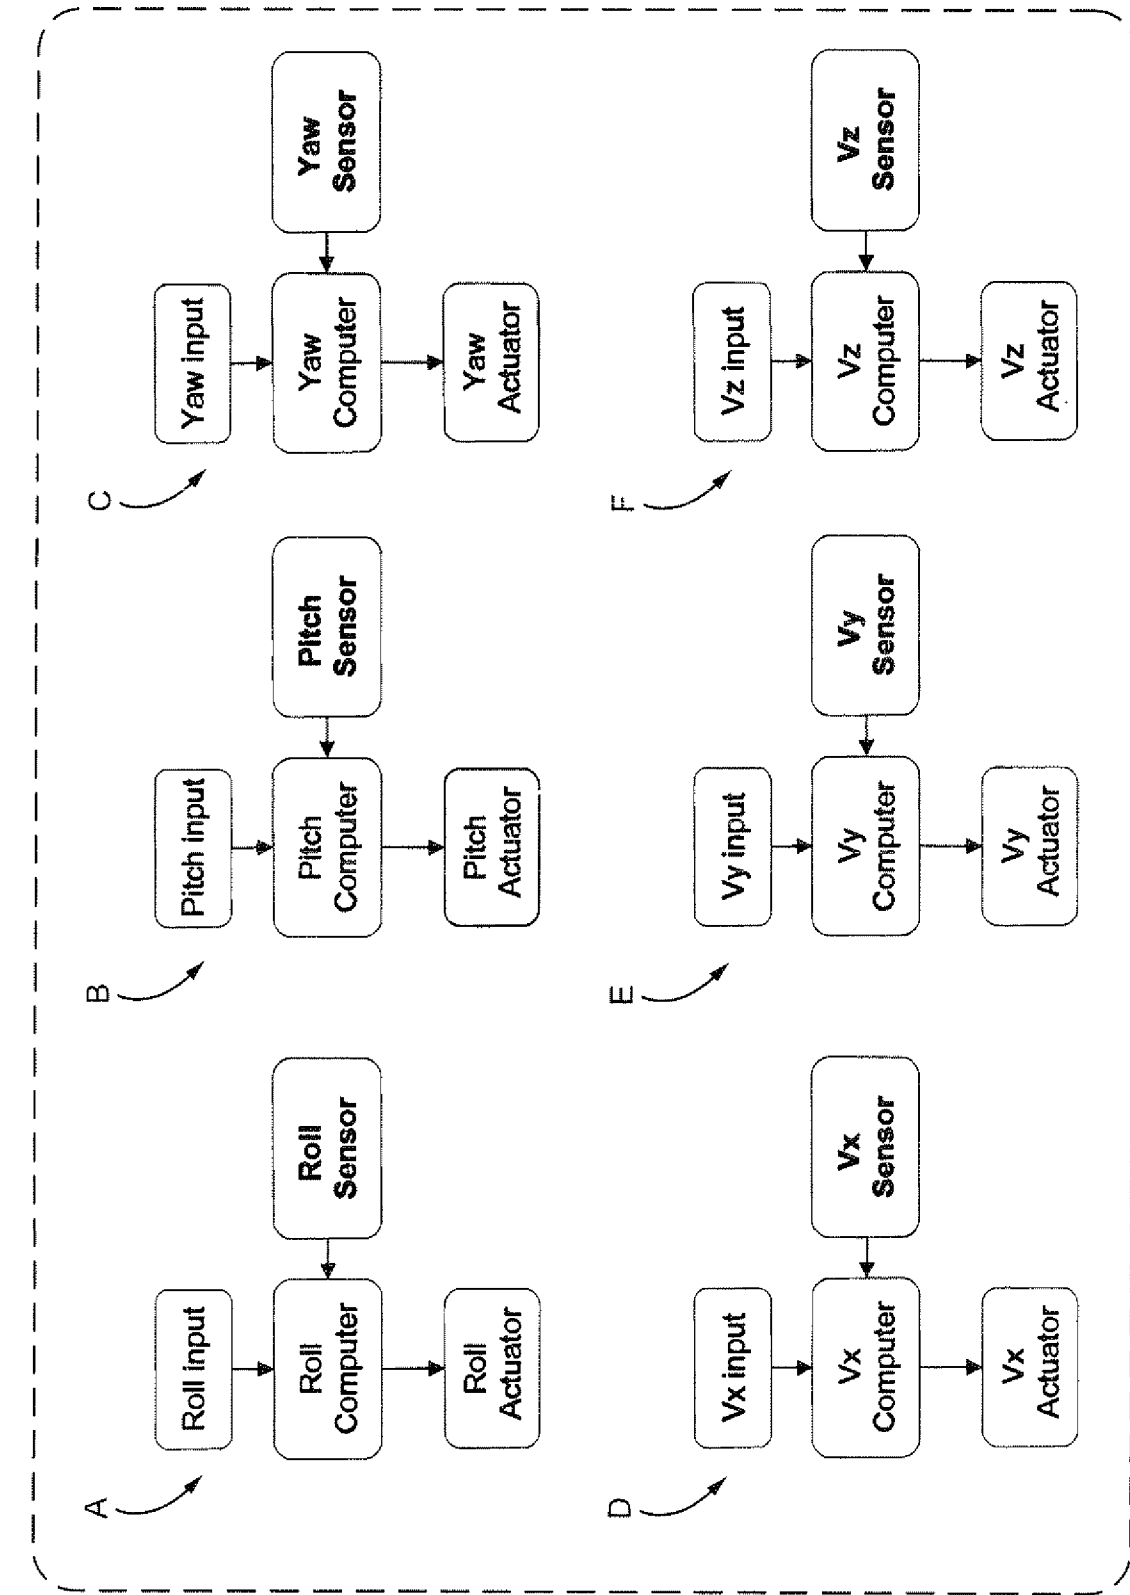 A
Roll input
Roll
Computer
Roll
Sensor
Roll
Actuator
B
Pitch input
Pitch
Computer
Pitch
Sensor
Pitch
Actuator
C
Yaw input
Yaw
Computer
Yaw
Sensor
Yaw
Actuator
D
Vx input
Vx
Computer
Vx
Sensor
Vx
Actuator
E
Vy input
Vy
Computer
Vy
Sensor
Vy
Actuator
F
Vz input
Vz
Computer
Vz
Sensor
Vz
Actuator